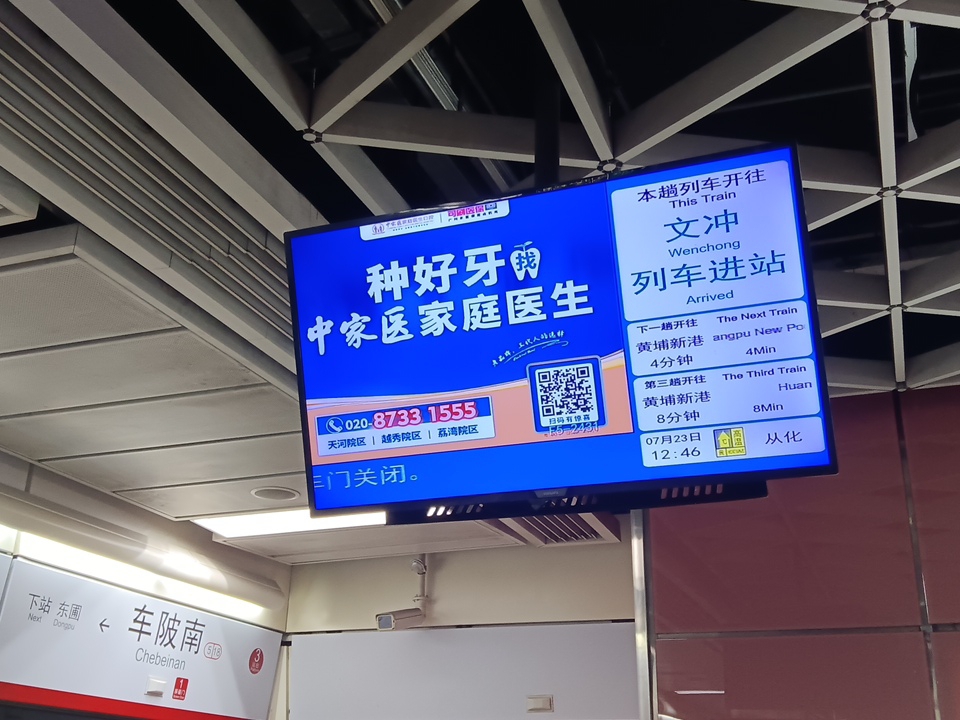 种好牙找
中家医家庭医生
020-8733 1555
天河院区 | 越秀院区 | 荔湾院区
扫码有惊喜
车门关闭。
本趟列车开往
This Train
文冲
Wenchong
列车进站
Arrived
下一趟开往 The Next Train
黄埔新港 angpu New Po
4分钟 4Min
第三趟开往 The Third Train
黄埔新港 Huan
8分钟 8Min
07月23日
12:46
高温
从化
下站 东圃
Next Dongpu
←
车陂南
Chebeinan
3
1